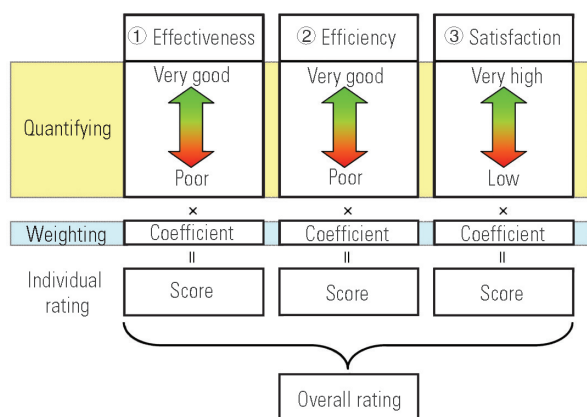 ① Effectiveness ② Efficiency ③ Satisfaction
Very good Very good Very high
Quantifying
Poor Poor Low
× × ×
Weighting Coefficient Coefficient Coefficient
= = =
Individual
rating
Score Score Score
Overall rating